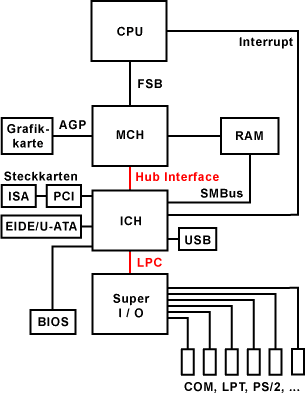 CPU
Interrupt
FSB
Grafik-
karte
AGP
MCH
RAM
Steckkarten
Hub Interface
SMBus
ISA
PCI
ICH
EIDE/U-ATA
USB
LPC
BIOS
Super
I / O
COM, LPT, PS/2, ...